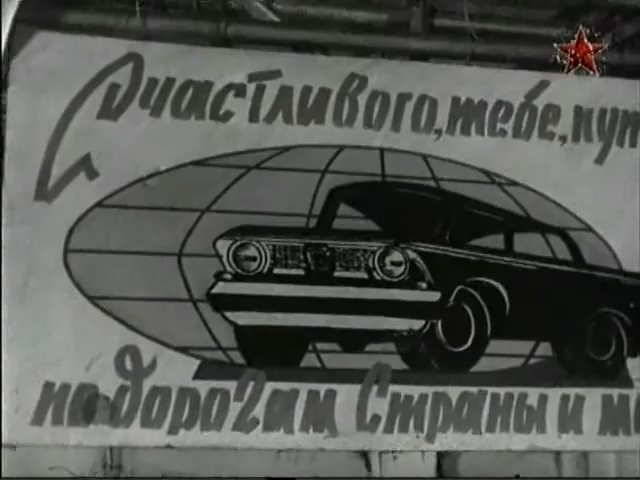 Счастливого, тебе, пут
по дорогам Страны и м